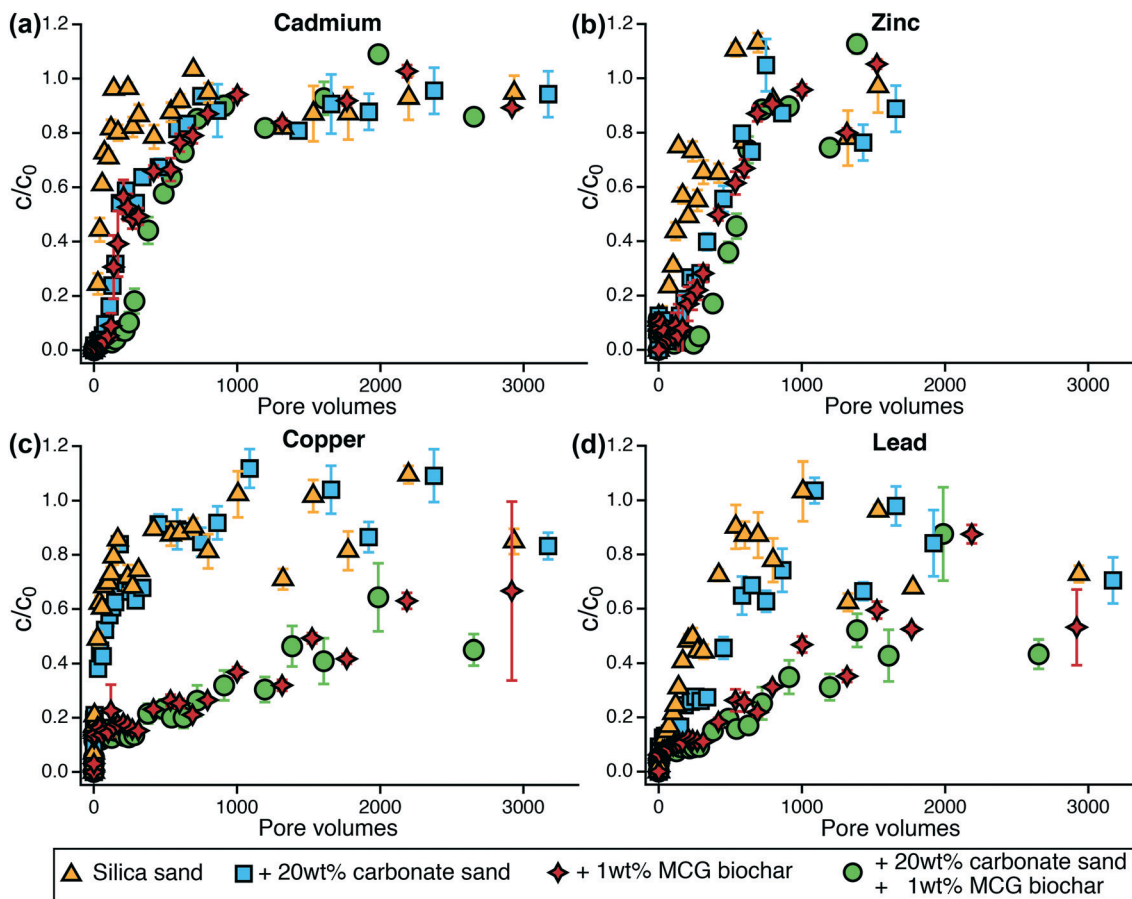 (a) Cadmium
1.2
1.0
0.8
0.6
0.4
0.2
0.0
c/c0
0 1000 2000 3000
Pore volumes
(b) Zinc
1.2
1.0
0.8
0.6
0.4
0.2
0.0
c/c0
0 1000 2000 3000
Pore volumes
(c) Copper
1.2
1.0
0.8
0.6
0.4
0.2
0.0
c/c0
0 1000 2000 3000
Pore volumes
(d) Lead
1.2
1.0
0.8
0.6
0.4
0.2
0.0
c/c0
0 1000 2000 3000
Pore volumes
Silica sand + 20wt% carbonate sand + 1wt% MCG biochar + 20wt% carbonate sand
+ 1wt% MCG biochar